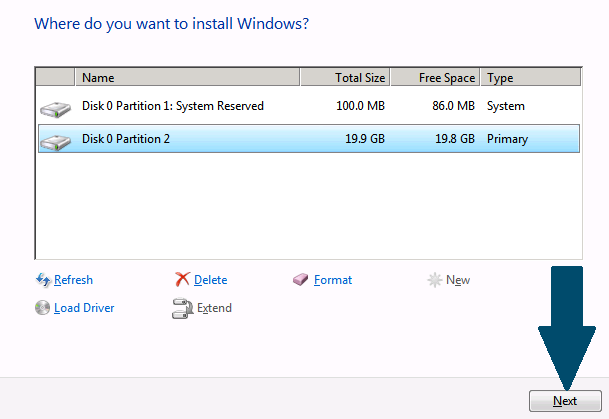 Where do you want to install Windows?
Name Total Size Free Space Type
Disk 0 Partition 1: System Reserved 100.0 MB 86.0 MB System
Disk 0 Partition 2 19.9 GB 19.8 GB Primary
Refresh Delete Format New
Load Driver Extend
Next